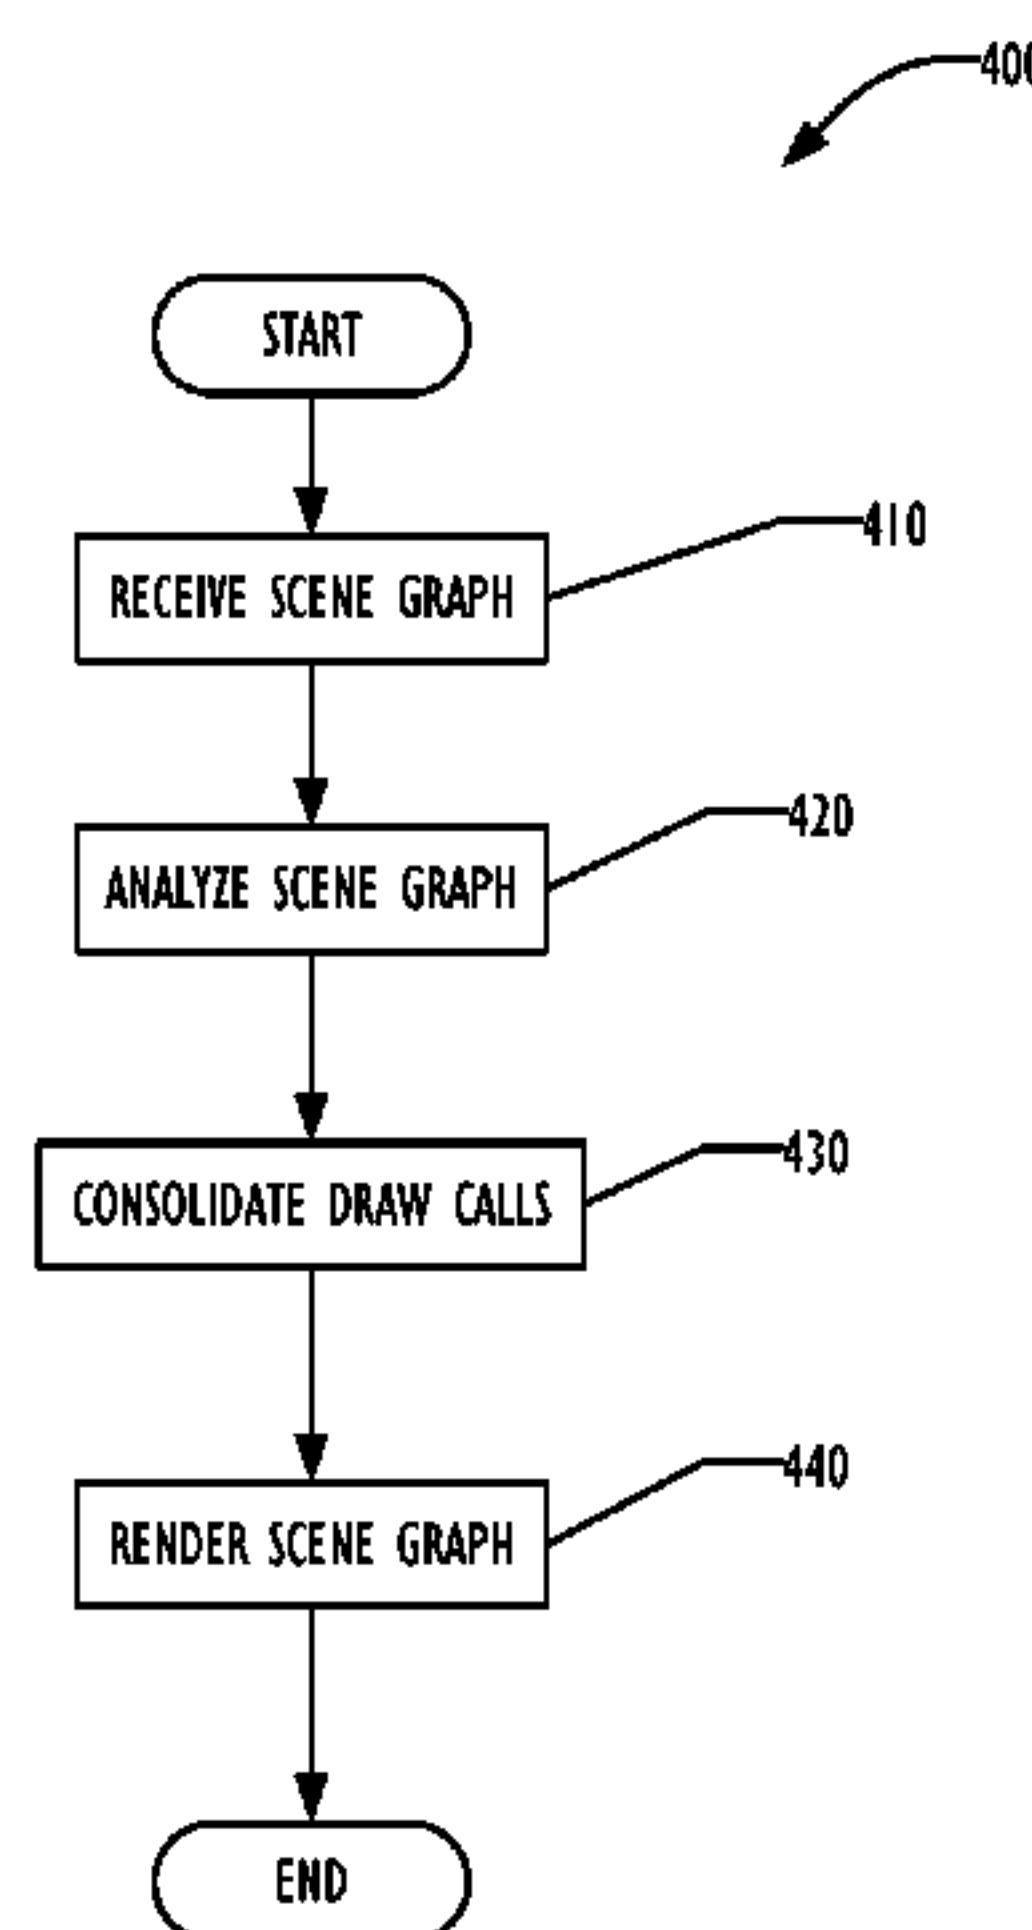 400
START
410
RECEIVE SCENE GRAPH
420
ANALYZE SCENE GRAPH
430
CONSOLIDATE DRAW CALLS
440
RENDER SCENE GRAPH
END